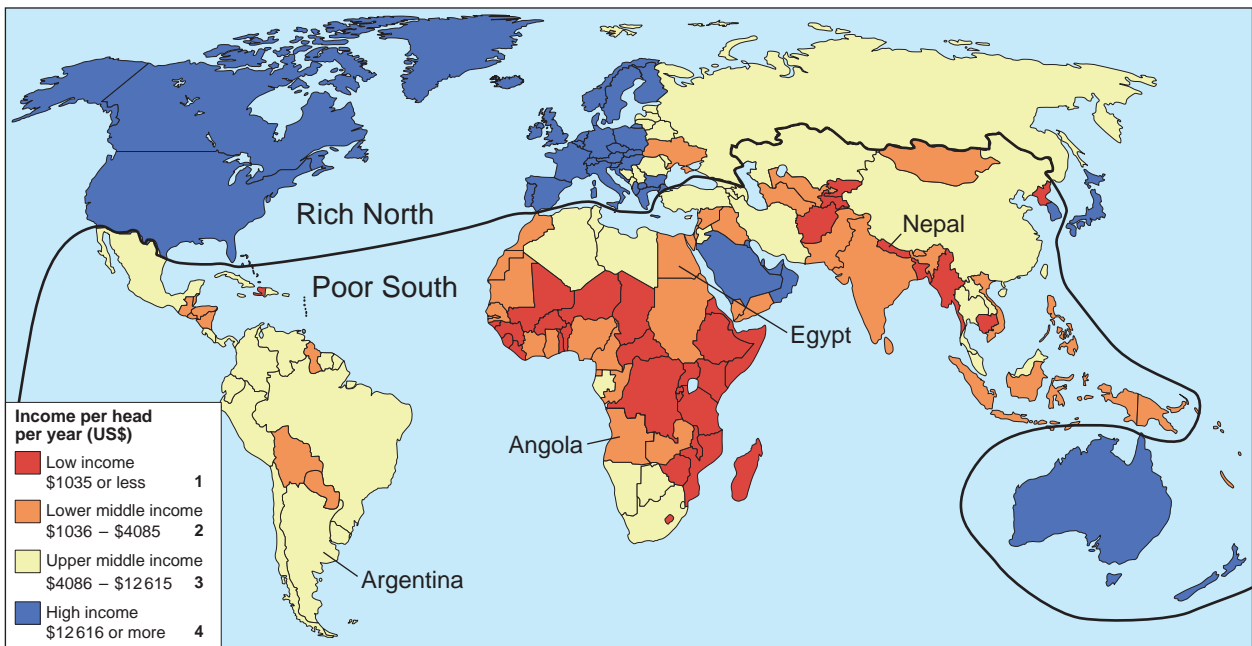 Rich North
Poor South
Nepal
Egypt
Angola
Argentina
Income per head
per year (US$)
Low income
$1035 or less 1
Lower middle income
$1036 – $4085 2
Upper middle income
$4086 – $12 615 3
High income
$12 616 or more 4